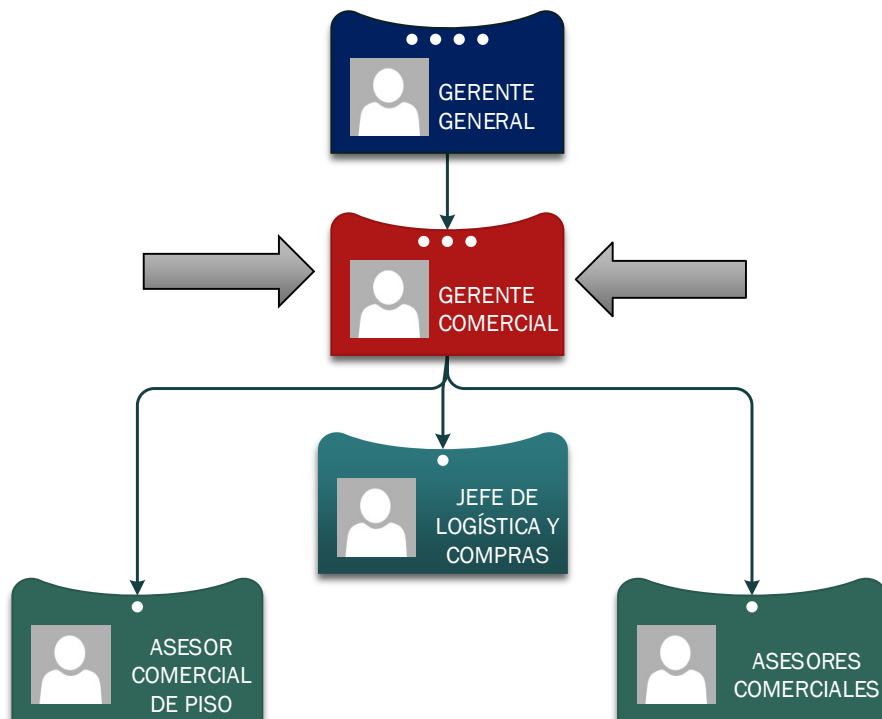 GERENTE
GENERAL
GERENTE
COMERCIAL
JEFE DE
LOGÍSTICA Y
COMPRAS
ASESOR
COMERCIAL
DE PISO
ASESORES
COMERCIALES